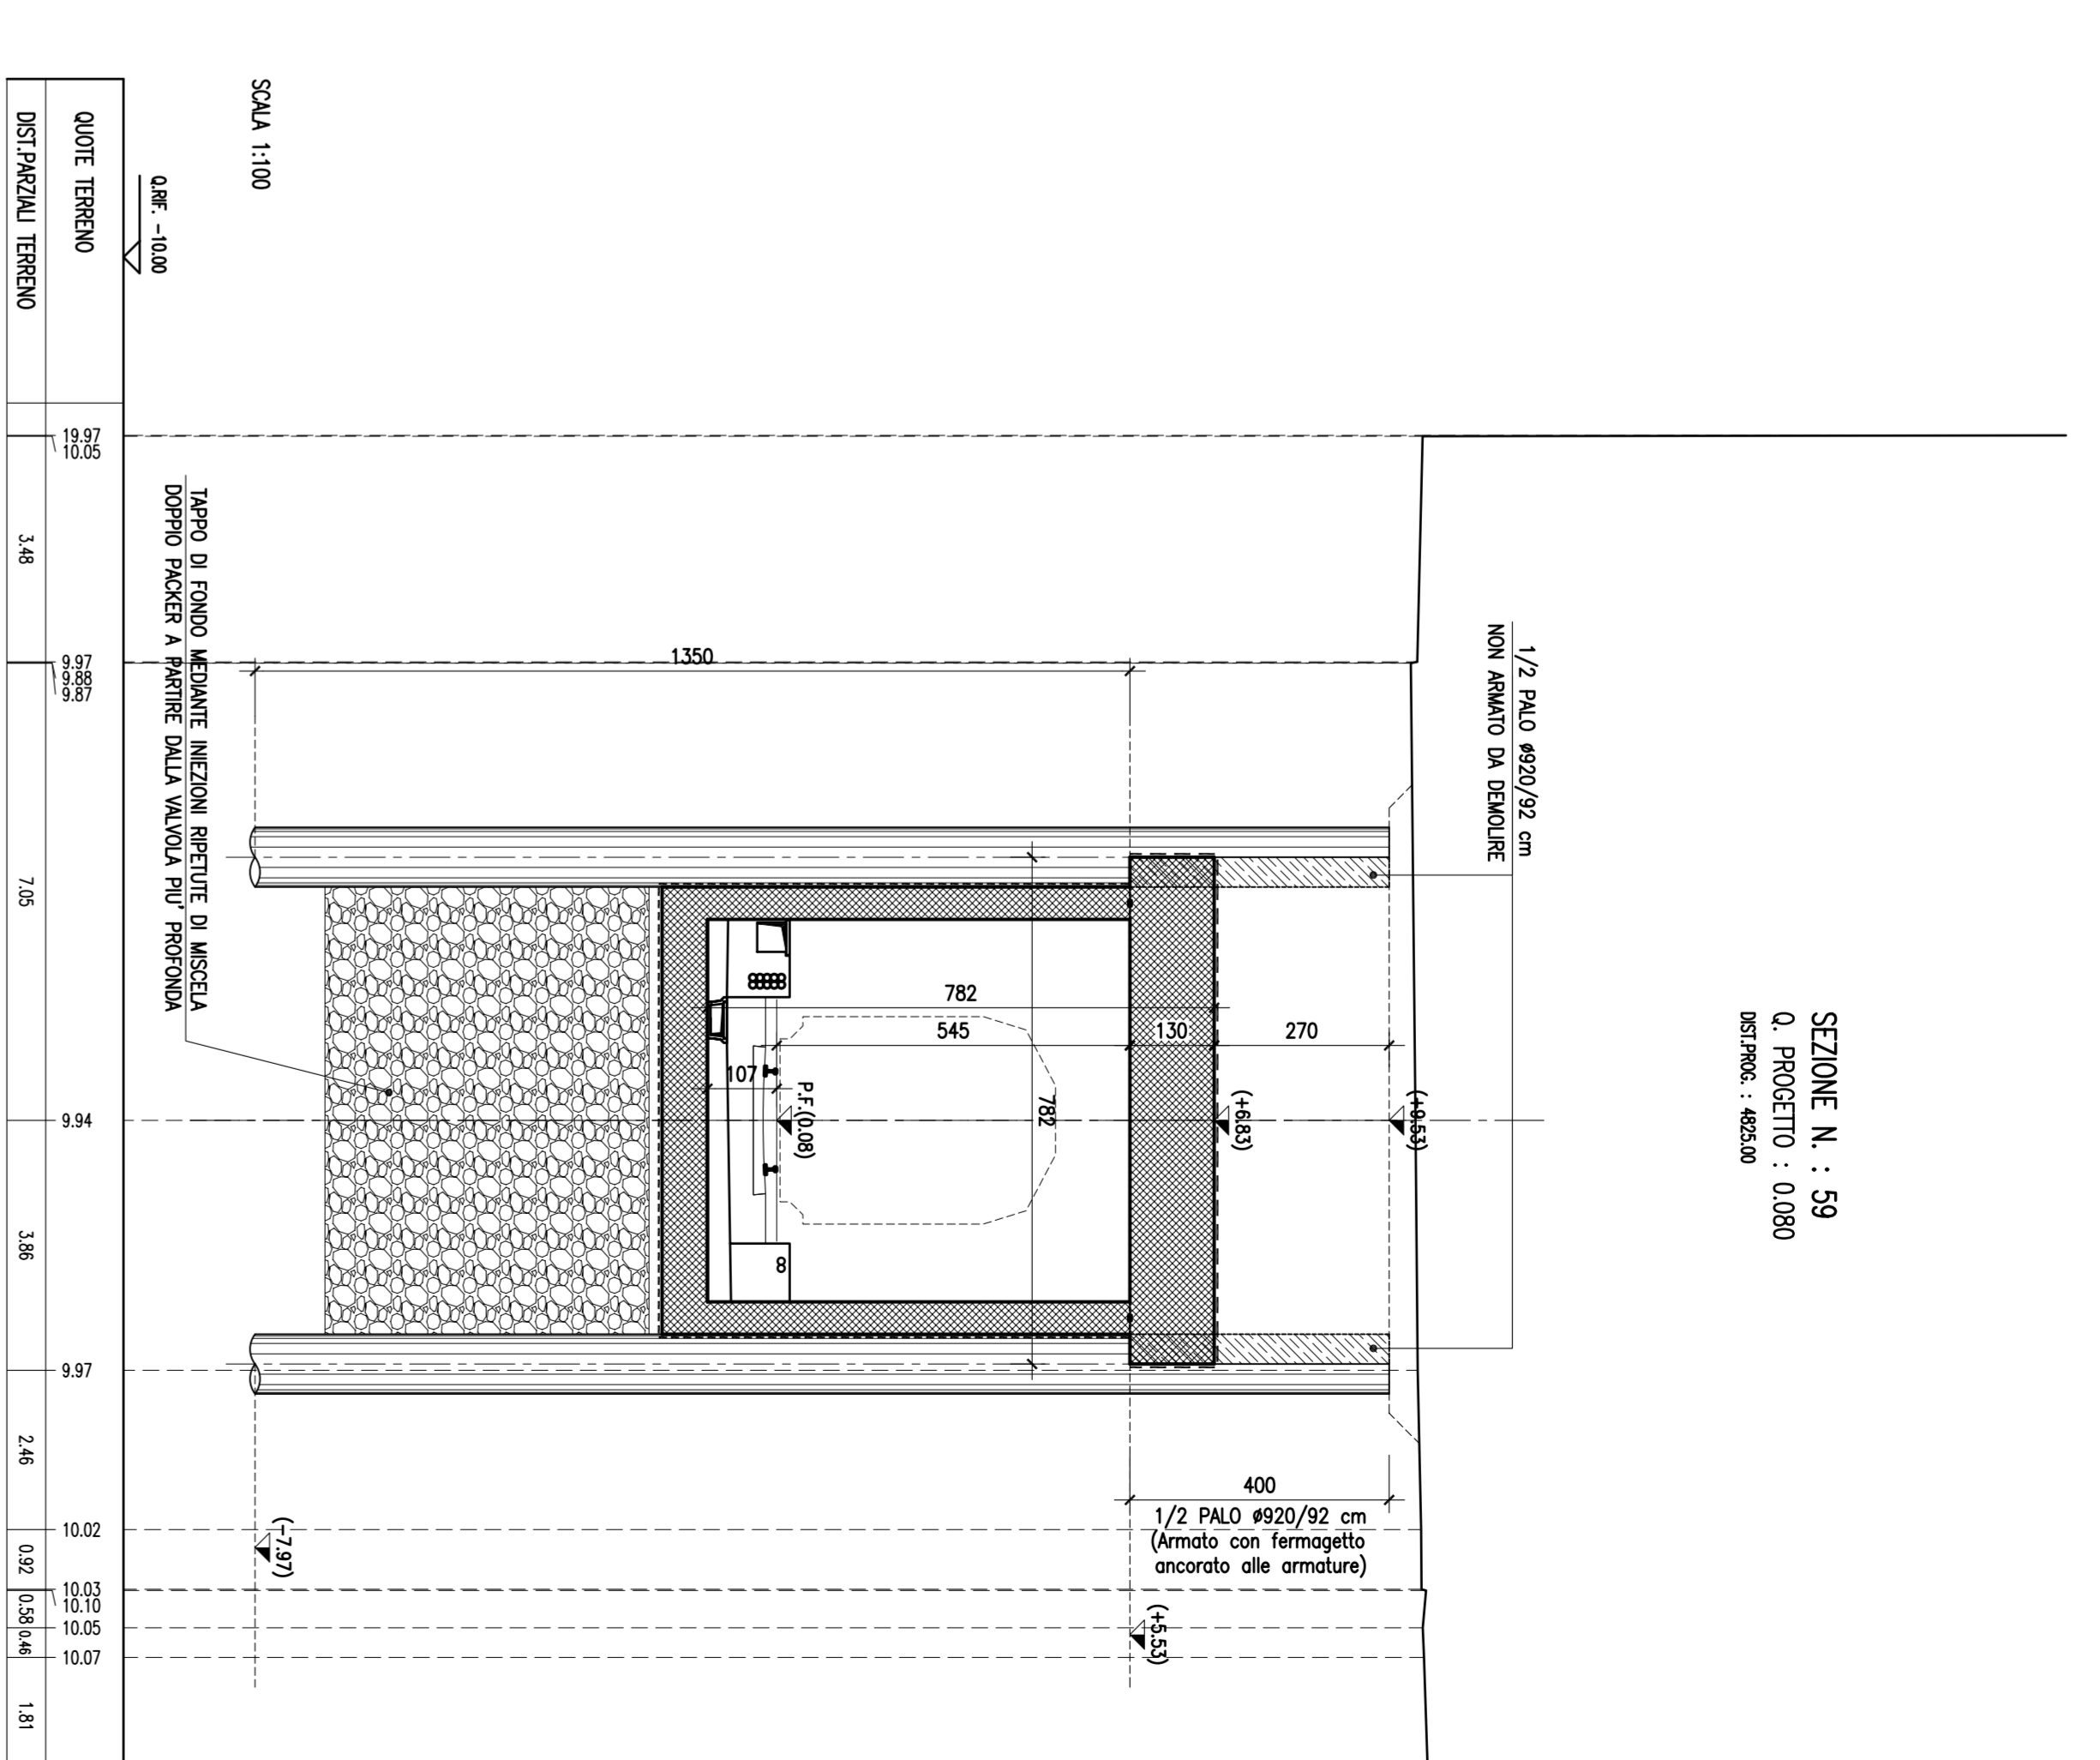 SEZIONE N. : 59
Q. PROGETTO : 0.080
DIST.PROG. : 4825.00
1/2 PALO ø920/92 cm
NON ARMATO DA DEMOLIRE
(+9.53)
(+6.83)
270
130
545
782
782
107
P.F.(0.08)
8
1350
400
1/2 PALO ø920/92 cm
(Armato con fermagetto
ancorato alle armature)
(+5.53)
(-7.97)
SCALA 1:100
TAPPO DI FONDO MEDIANTE INIEZIONI RIPETUTE DI MISCELA
DOPPIO PACKER A PARTIRE DALLA VALVOLA PIU' PROFONDA
Q.RIF. -10.00
QUOTE TERRENO
19.97
10.05
9.97
9.88
9.87
9.94
9.97
10.02
10.03
10.10
10.05
10.07
DIST.PARZIALI TERRENO
3.48
7.05
3.86
2.46
0.92
0.58
0.46
1.81